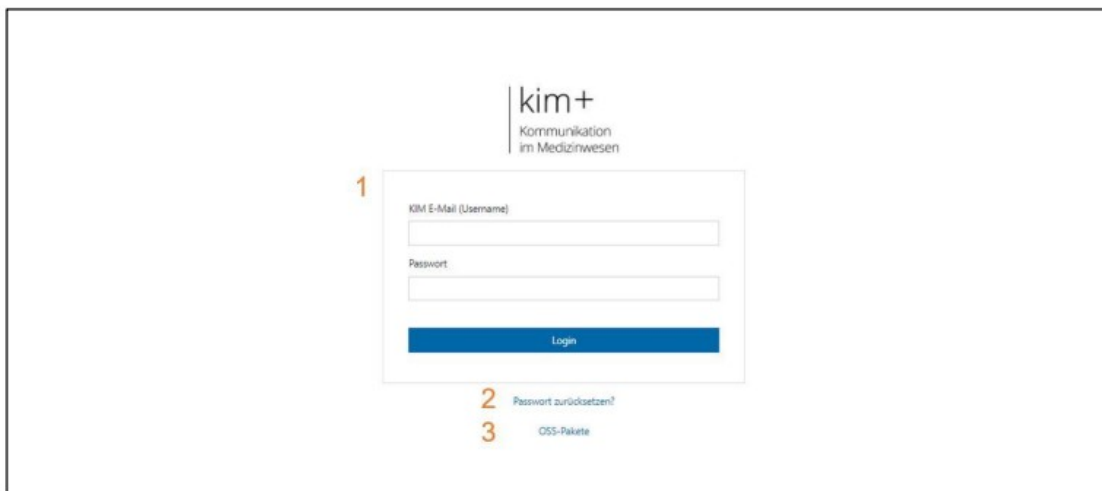 kim+
Kommunikation
im Medizinwesen
1
KIM E-Mail (Username)
Passwort
Login
2 Passwort zurücksetzen?
3 OSS-Pakete